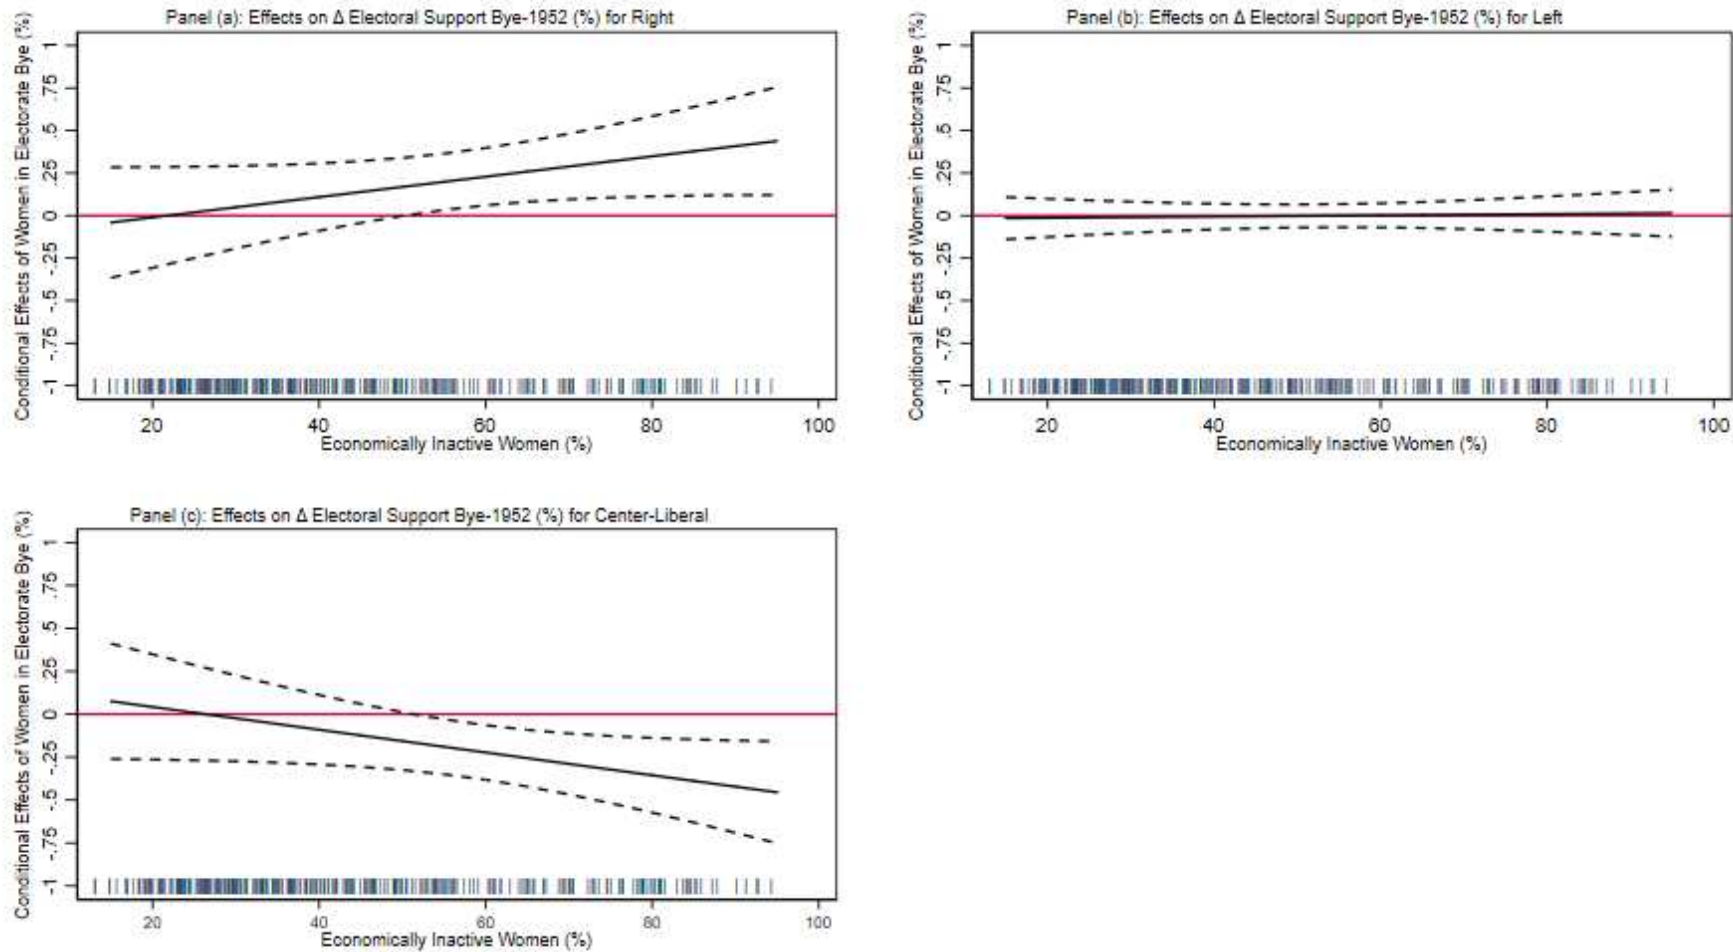 Panel (a): Effects on Δ Electoral Support Bye-1952 (%) for Right
Conditional Effects of Women in Electorate Bye (%)
1
.75
.5
.25
0
-.25
-.5
-.75
-1
20 40 60 80 100
Economically Inactive Women (%)
Panel (b): Effects on Δ Electoral Support Bye-1952 (%) for Left
Conditional Effects of Women in Electorate Bye (%)
1
.75
.5
.25
0
-.25
-.5
-.75
-1
20 40 60 80 100
Economically Inactive Women (%)
Panel (c): Effects on Δ Electoral Support Bye-1952 (%) for Center-Liberal
Conditional Effects of Women in Electorate Bye (%)
1
.75
.5
.25
0
-.25
-.5
-.75
-1
20 40 60 80 100
Economically Inactive Women (%)